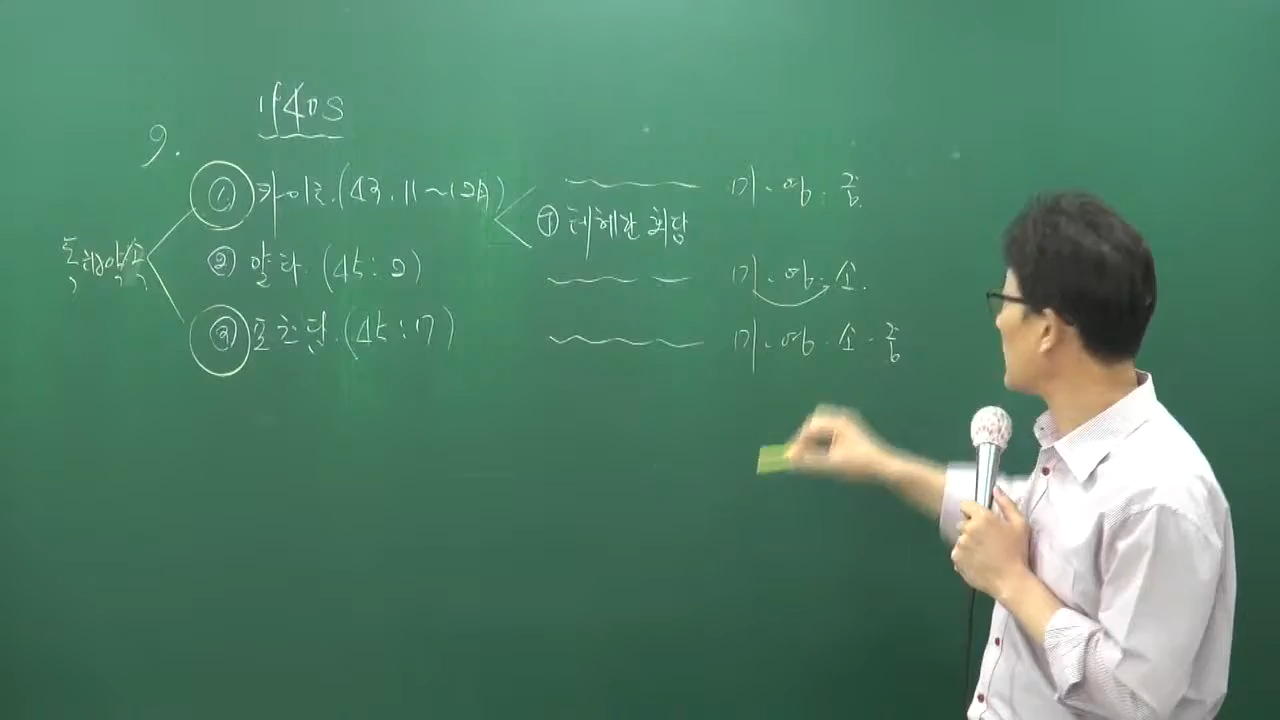 1940s
9.
① 카이로.(43.11~12月) 미.영.중.
㉠ 테헤란 회담
독립약속 ② 얄타.(45:2) 미.영.소.
③ 포츠담.(45:17) 미.영.소.중